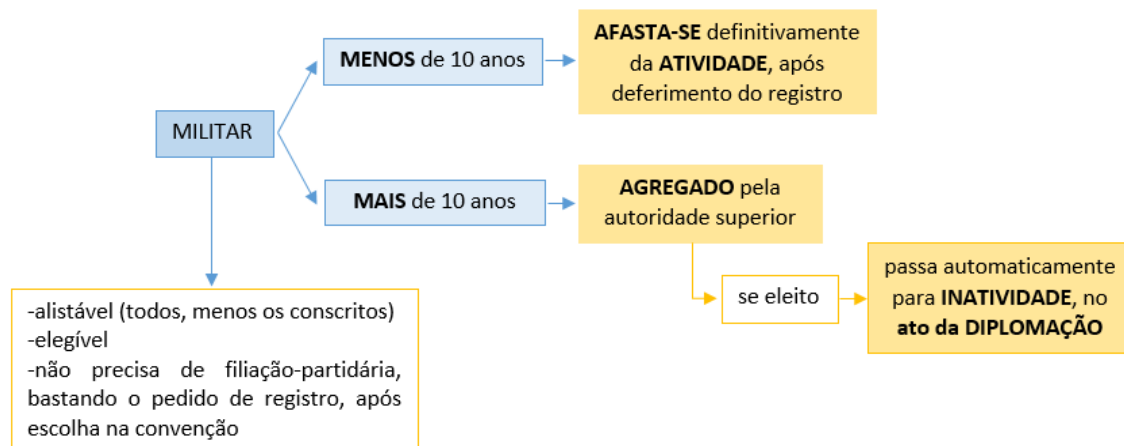 MENOS de 10 anos
AFASTA-SE definitivamente
da ATIVIDADE, após
deferimento do registro
MILITAR
MAIS de 10 anos
AGREGADO pela
autoridade superior
se eleito
passa automaticamente
para INATIVIDADE, no
ato da DIPLOMAÇÃO
-alistável (todos, menos os conscritos)
-elegível
-não precisa de filiação-partidária,
bastando o pedido de registro, após
escolha na convenção